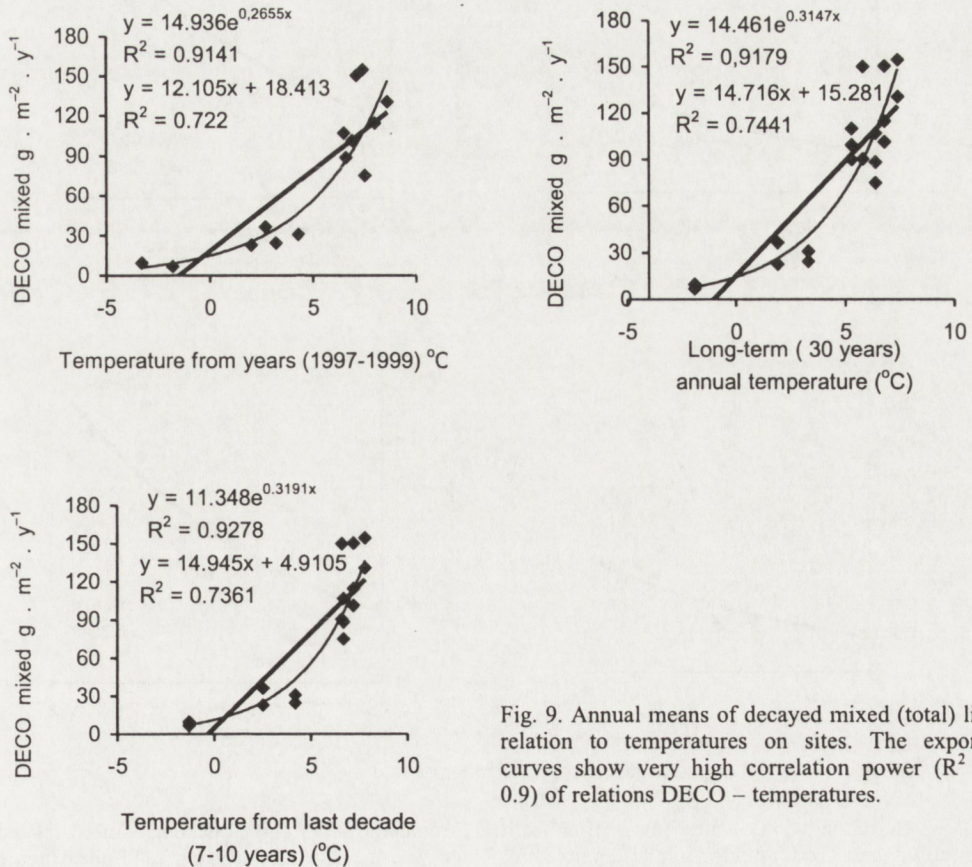 y = 14.936e^0,2655x
R² = 0.9141
y = 12.105x + 18.413
R² = 0.722
180
150
120
90
60
30
0
-5
0
5
10
DECO mixed g . m⁻² . y⁻¹
Temperature from years (1997-1999) °C
y = 14.461e^0.3147x
R² = 0,9179
y = 14.716x + 15.281
R² = 0.7441
180
150
120
90
60
30
0
-5
0
5
10
DECO mixed g . m⁻² . y⁻¹
Long-term ( 30 years)
annual temperature (°C)
y = 11.348e^0.3191x
R² = 0.9278
y = 14.945x + 4.9105
R² = 0.7361
180
150
120
90
60
30
0
-5
0
5
10
DECO mixed g . m⁻² . y⁻¹
Temperature from last decade
(7-10 years) (°C)
Fig. 9. Annual means of decayed mixed (total) li
relation to temperatures on sites. The expor
curves show very high correlation power (R²
0.9) of relations DECO – temperatures.